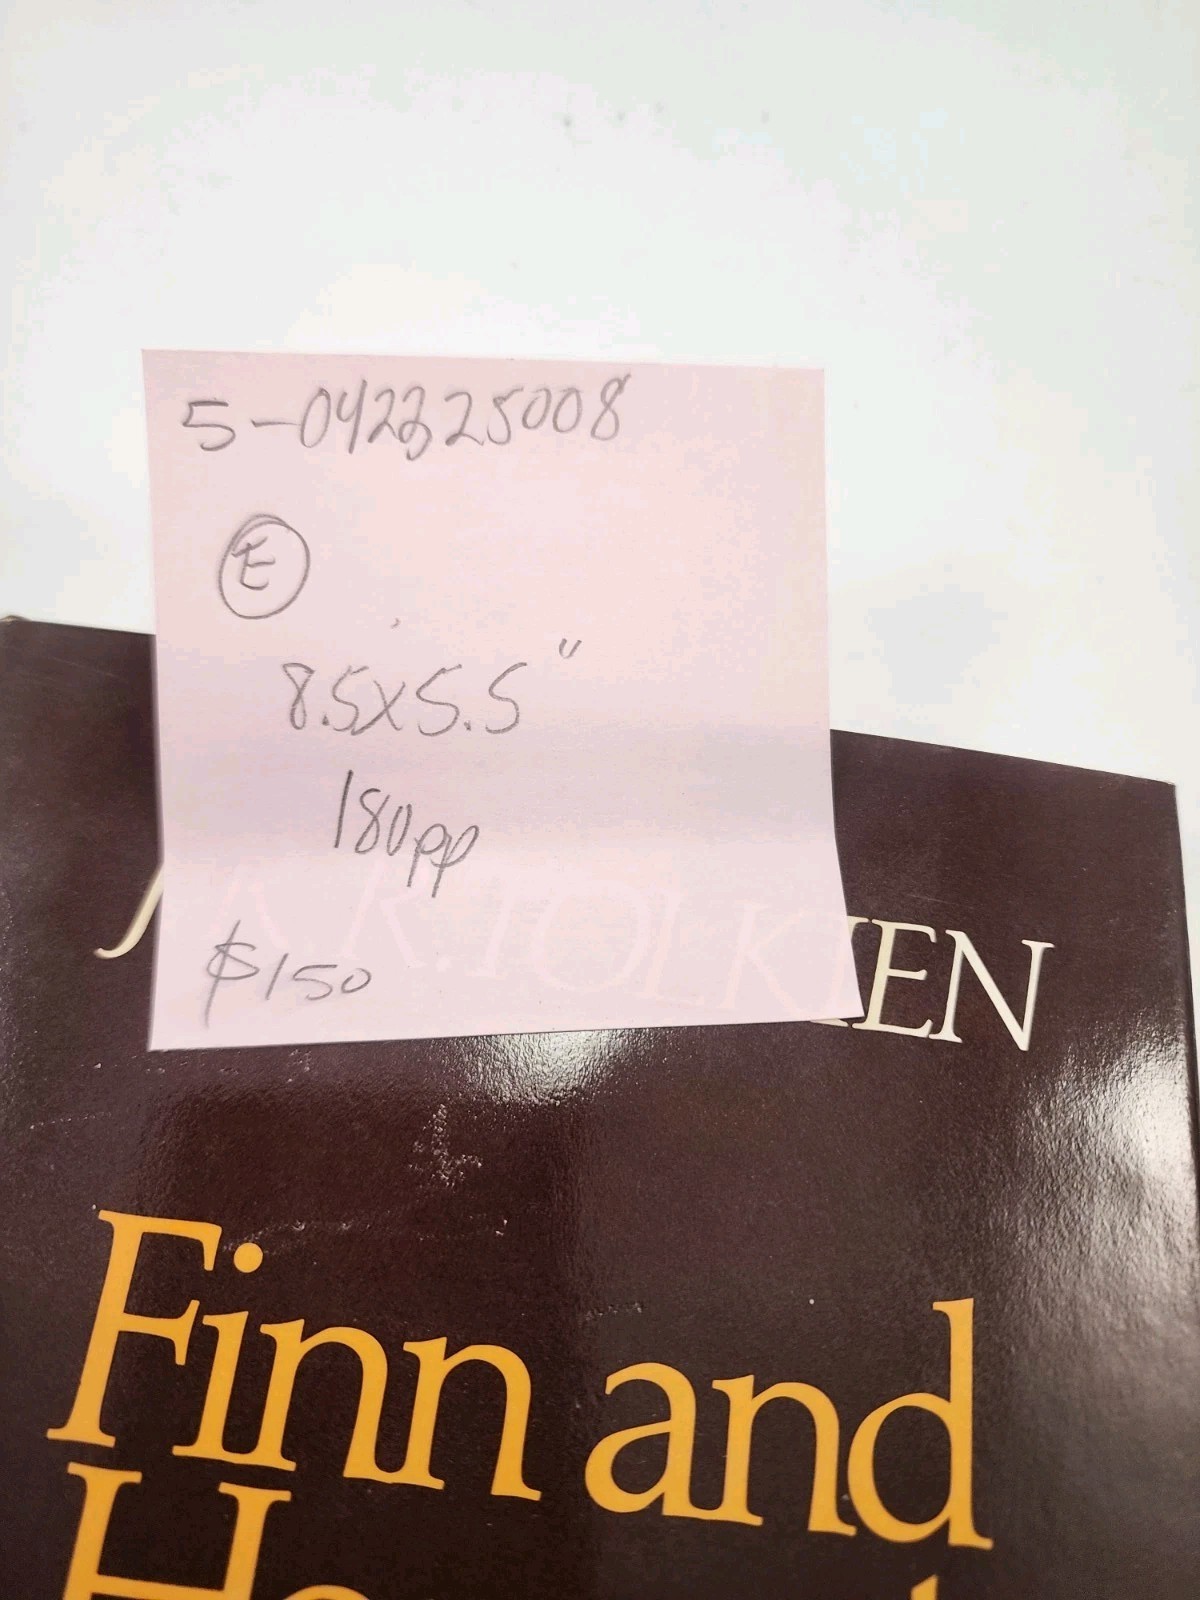 5-042325008
E
8.5x5.5"
180pp
$150
J.R.R. TOLKIEN
Finn and